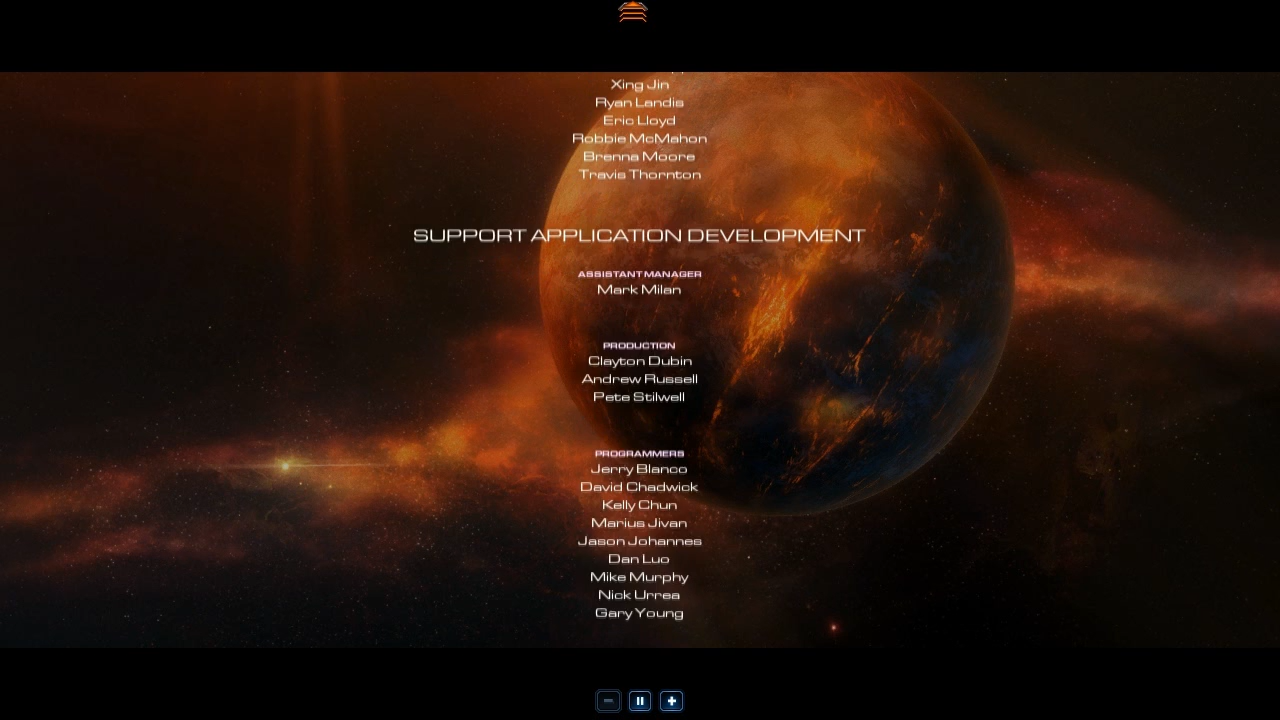 Xing Jin
Ryan Landis
Eric Lloyd
Robbie McMahon
Brenna Moore
Travis Thornton
SUPPORT APPLICATION DEVELOPMENT
ASSISTANT MANAGER
Mark Milan
PRODUCTION
Clayton Dubin
Andrew Russell
Pete Stilwell
PROGRAMMERS
Jerry Blanco
David Chadwick
Kelly Chun
Marius Jivan
Jason Johannes
Dan Luo
Mike Murphy
Nick Urrea
Gary Young